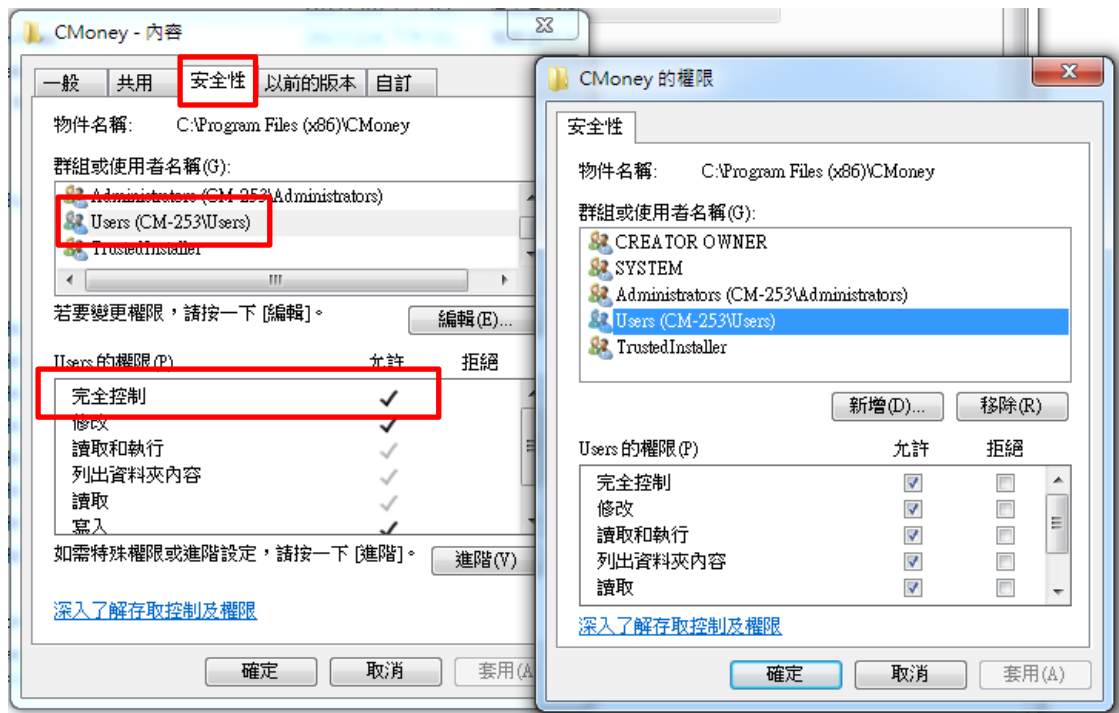 CMoney - 內容
一般 共用 安全性 以前的版本 自訂
物件名稱: C:\Program Files (x86)\CMoney
群組或使用者名稱(G):
Administrators (CM-253\Administrators)
Users (CM-253\Users)
TrustedInstaller
若要變更權限，請按一下 [編輯]。
編輯(E)...
Users 的權限(P) 允許 拒絕
完全控制
修改
讀取和執行
列出資料夾內容
讀取
寫入
如需特殊權限或進階設定，請按一下 [進階]。
進階(V)
深入了解存取控制及權限
確定 取消 套用(A
CMoney 的權限
安全性
物件名稱: C:\Program Files (x86)\CMoney
群組或使用者名稱(G):
CREATOR OWNER
SYSTEM
Administrators (CM-253\Administrators)
Users (CM-253\Users)
TrustedInstaller
新增(D)... 移除(R)
Users 的權限(P) 允許 拒絕
完全控制
修改
讀取和執行
列出資料夾內容
讀取
深入了解存取控制及權限
確定 取消 套用(A)